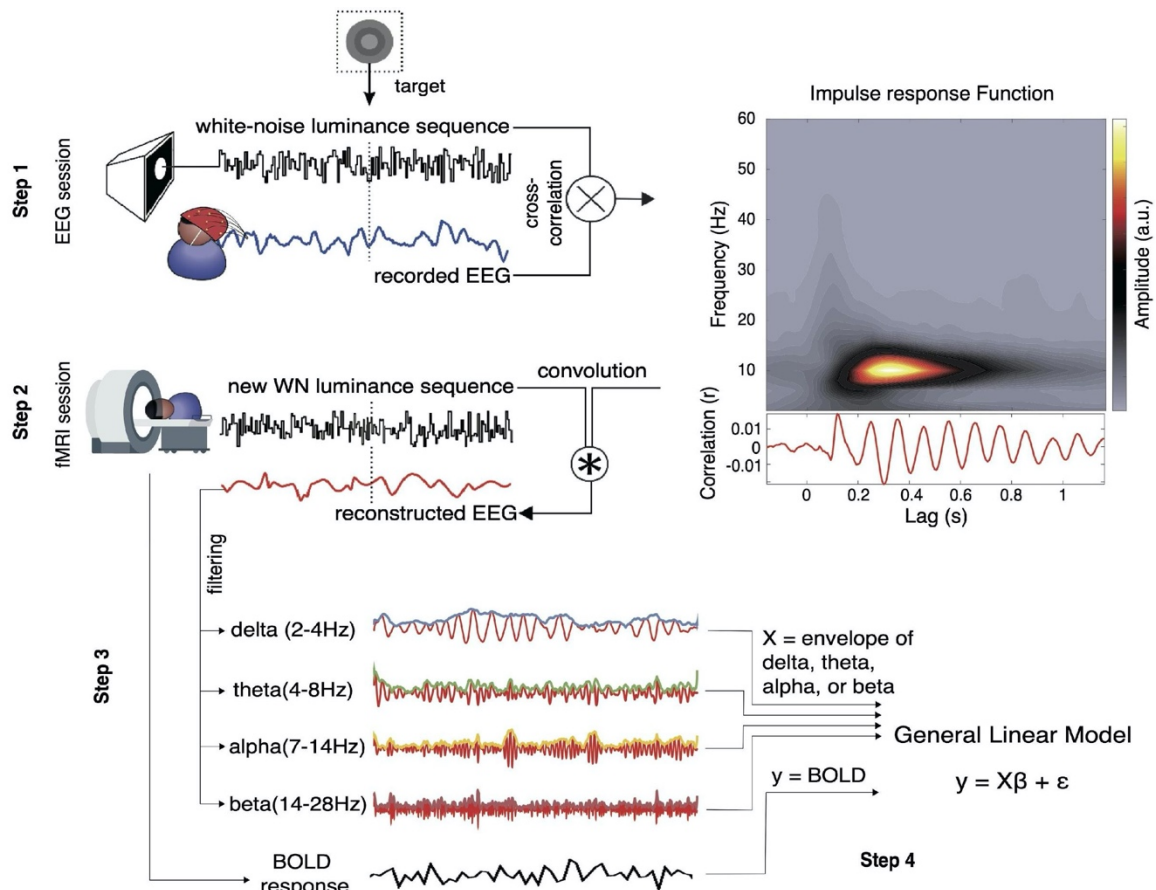 target
Step 1
EEG session
white-noise luminance sequence
cross-
correlation
recorded EEG
Impulse response Function
60
50
40
30
20
10
Frequency (Hz)
Amplitude (a.u.)
Step 2
fMRI session
new WN luminance sequence
convolution
reconstructed EEG
Correlation (r)
0.01
0
-0.01
0 0.2 0.4 0.6 0.8 1
Lag (s)
filtering
Step 3
delta (2-4Hz)
theta(4-8Hz)
alpha(7-14Hz)
beta(14-28Hz)
X = envelope of
delta, theta,
alpha, or beta
General Linear Model
y = BOLD
y = Xβ + ε
BOLD
response
Step 4